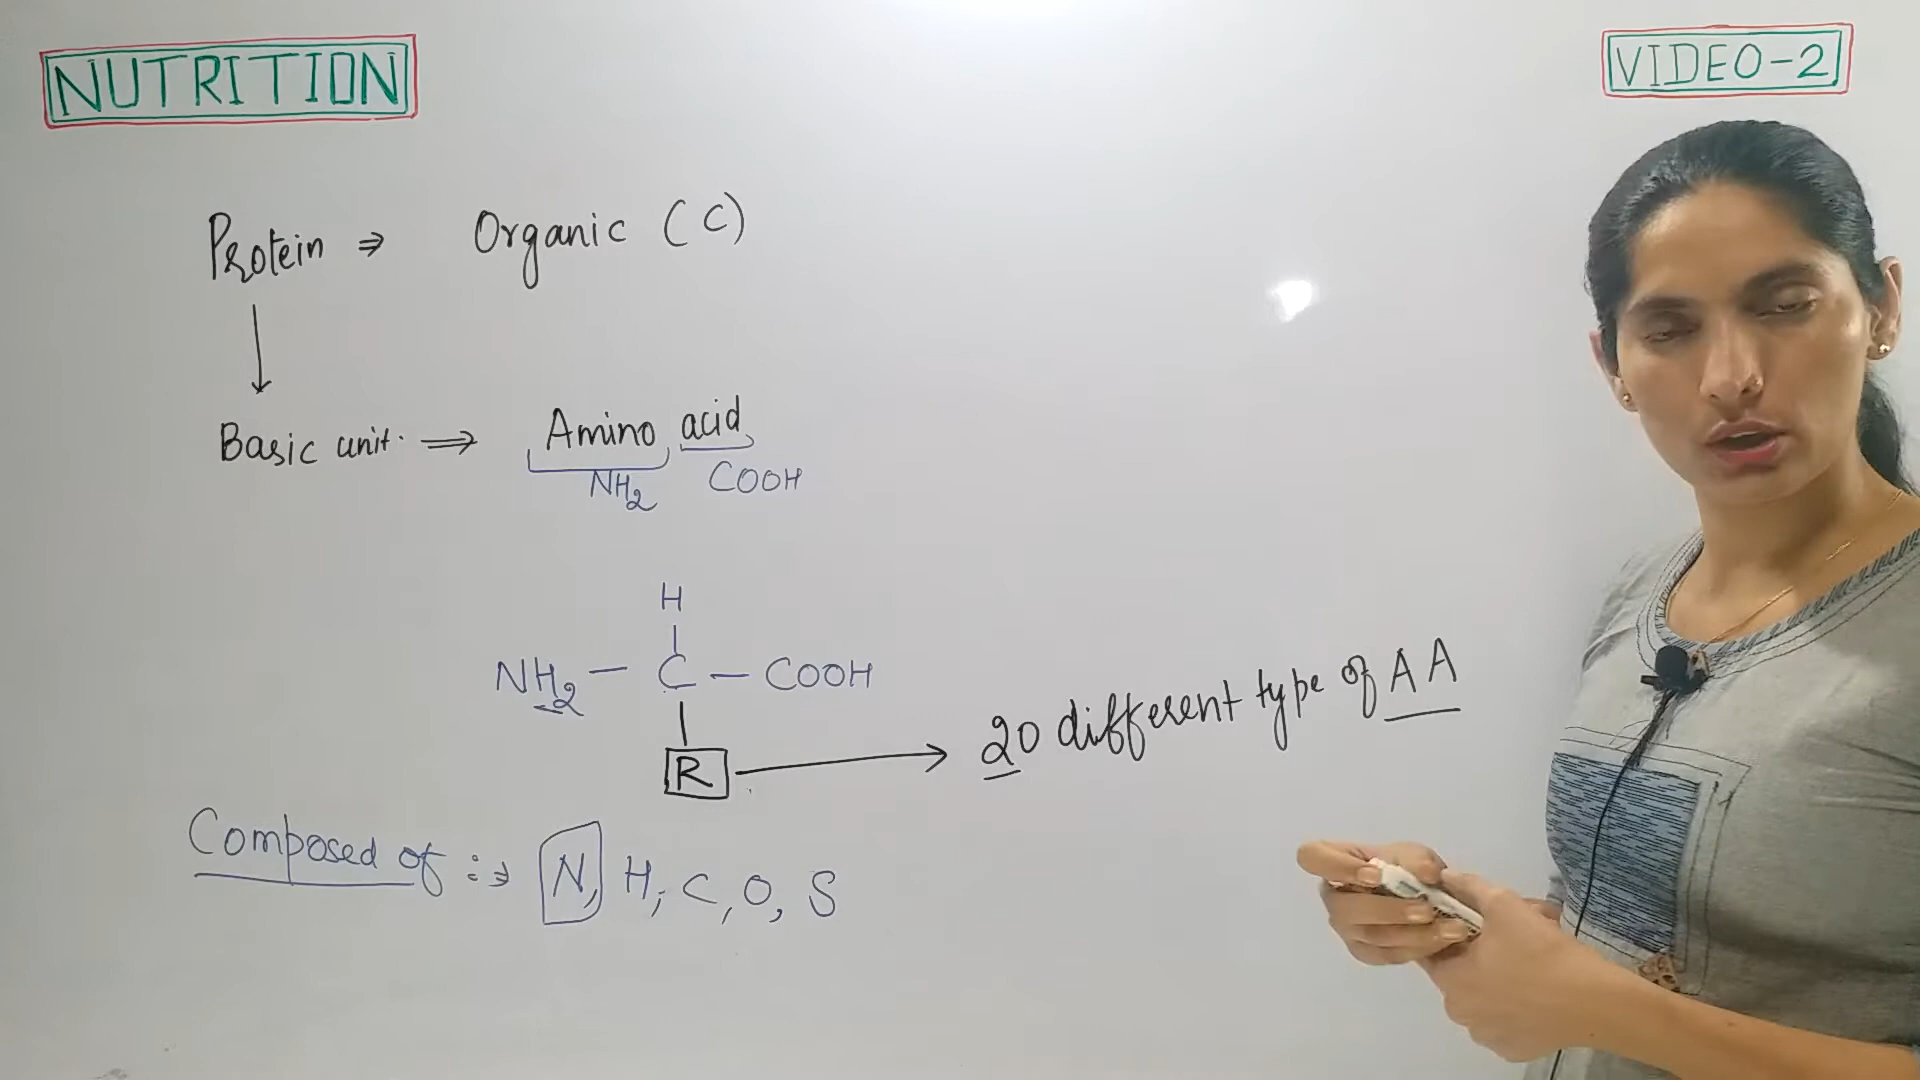 NUTRITION
VIDEO-2
Protein ⇒ Organic (C)
Basic unit. ⇒ Amino acid
NH2 COOH
H
NH2 - C - COOH
R → 20 different type of AA
Composed of :⇒ N, H, C, O, S